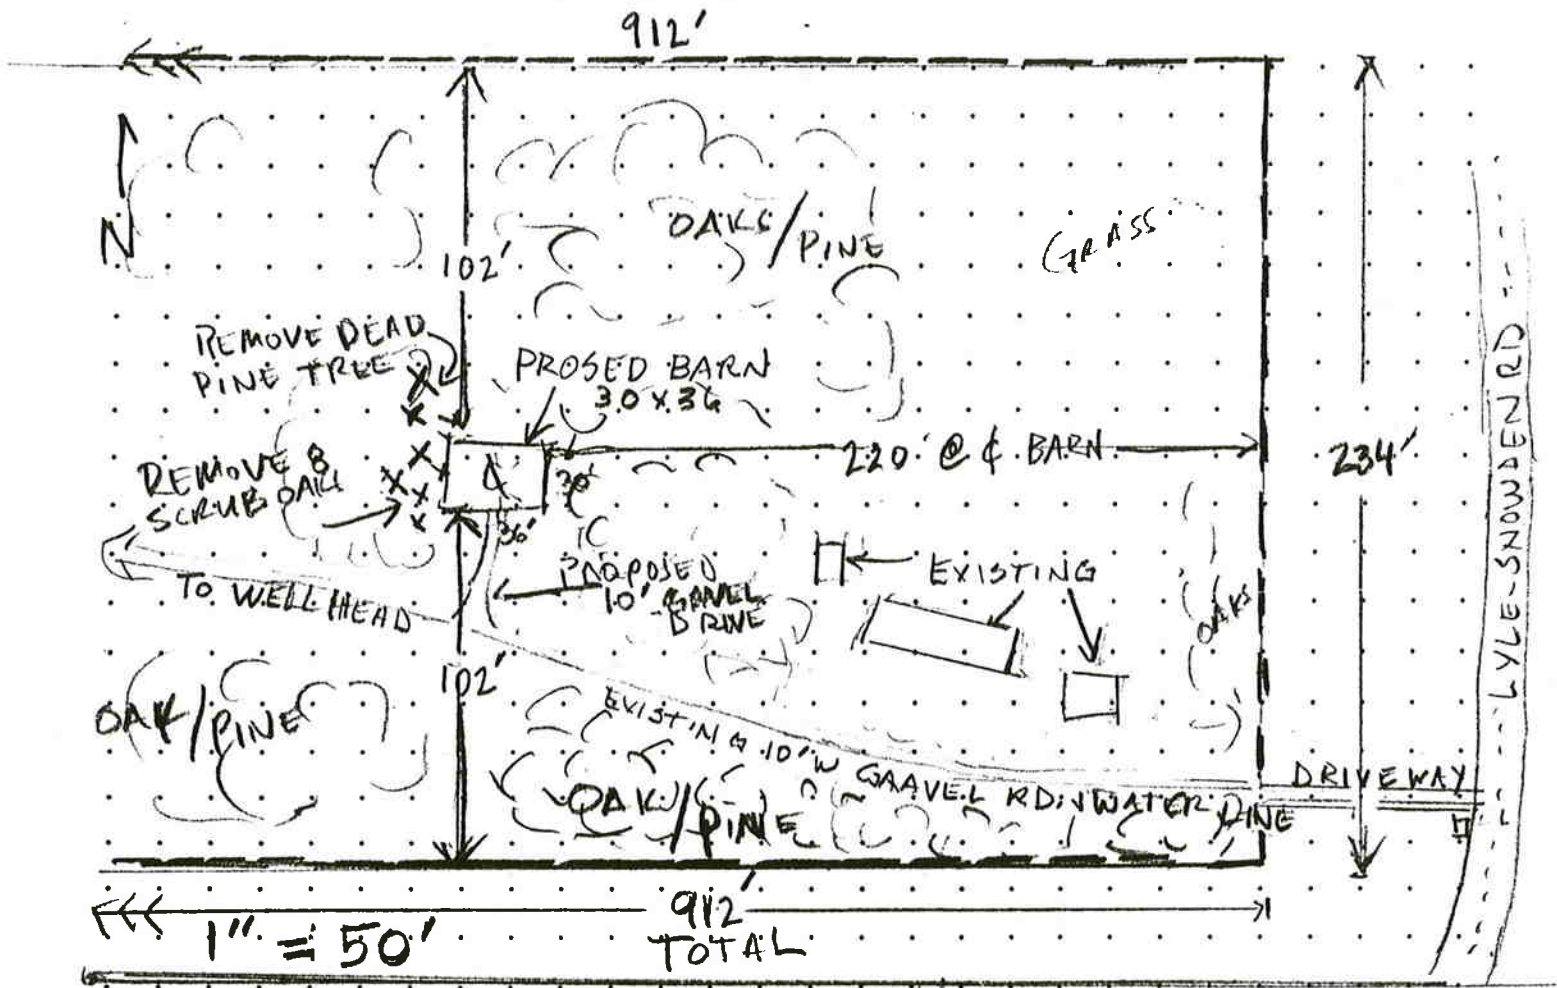 912'
N
OAKS/PINE
GRASS
102'
REMOVE DEAD
PINE TREE
PROSED BARN
30 x 36
220' @ ℄ BARN
234'
LYLE-SNOWDEN RD
REMOVE 8
SCRUB OAK
℄
30'
36'
TO WELL HEAD
PROPOSED
10' GAVEL
DRIVE
EXISTING
OAKS
102'
OAK/PINE
EXISTING 10'W GAAVEL RD. WATER LINE
DRIVEWAY
OAK/PINE
912'
TOTAL
1" = 50'